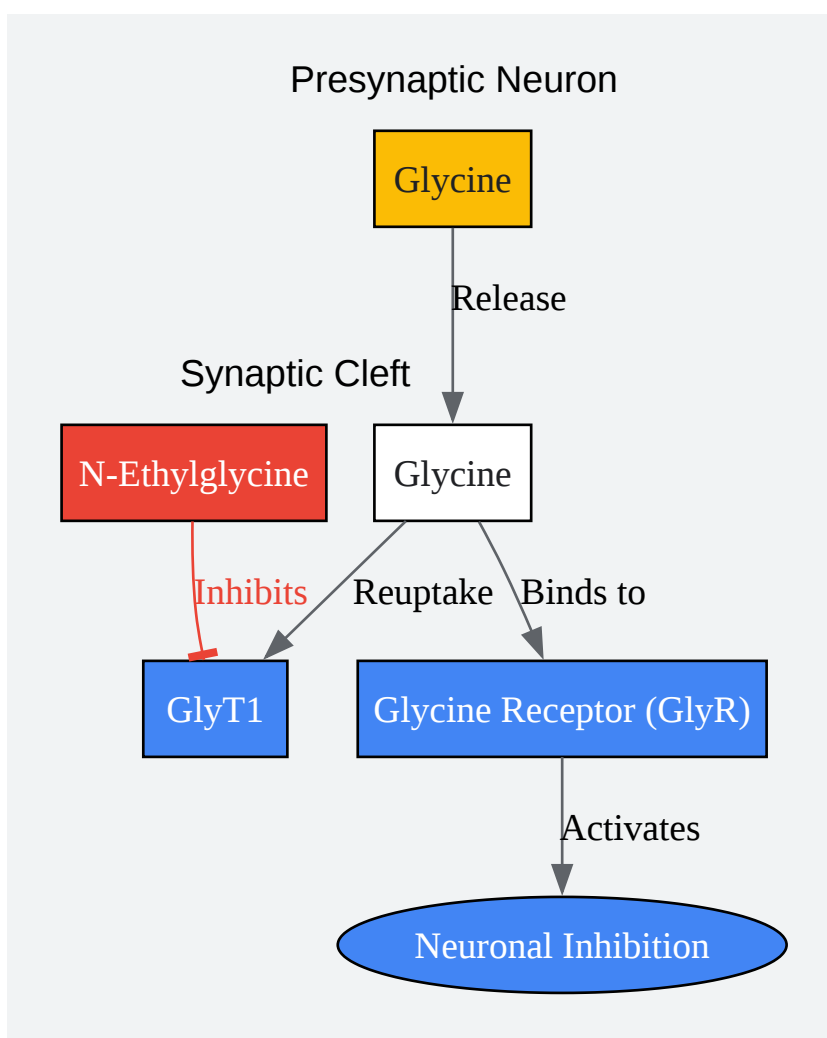 Presynaptic Neuron
Glycine
Release
Synaptic Cleft
N-Ethylglycine
Glycine
Inhibits
Reuptake
Binds to
GlyT1
Glycine Receptor (GlyR)
Activates
Neuronal Inhibition